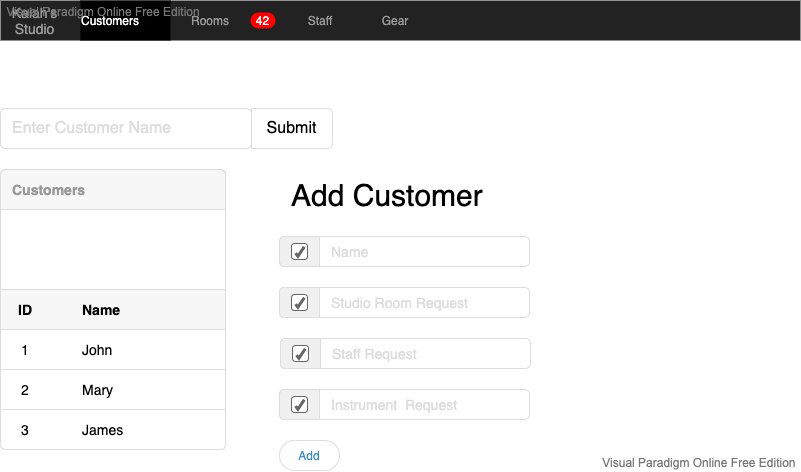 Visual Paradigm Online Free Edition
Kaiah's
Studio
Customers
Rooms
42
Staff
Gear
Enter Customer Name
Submit
Customers
ID Name
1 John
2 Mary
3 James
Add Customer
Name
Studio Room Request
Staff Request
Instrument Request
Add
Visual Paradigm Online Free Edition